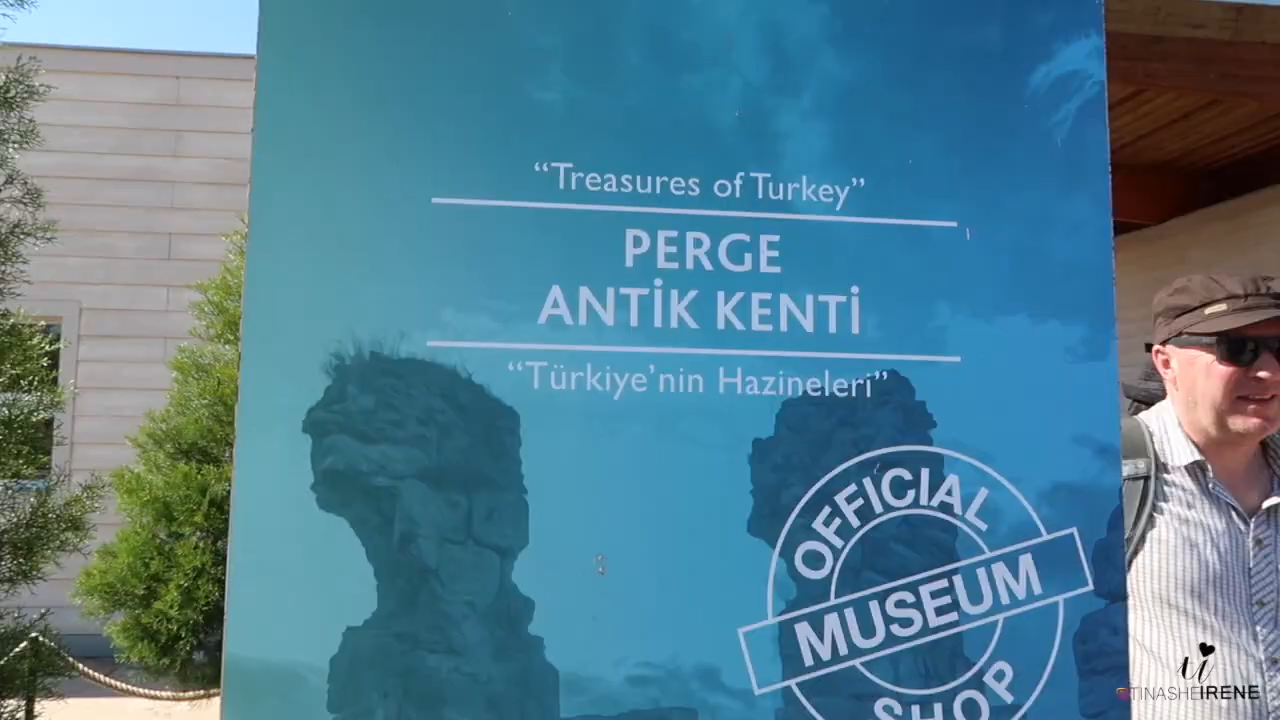 “Treasures of Turkey”
PERGE
ANTİK KENTİ
“Türkiye’nin Hazineleri”
OFFICIAL
MUSEUM
SHOP
TINASHEIRENE